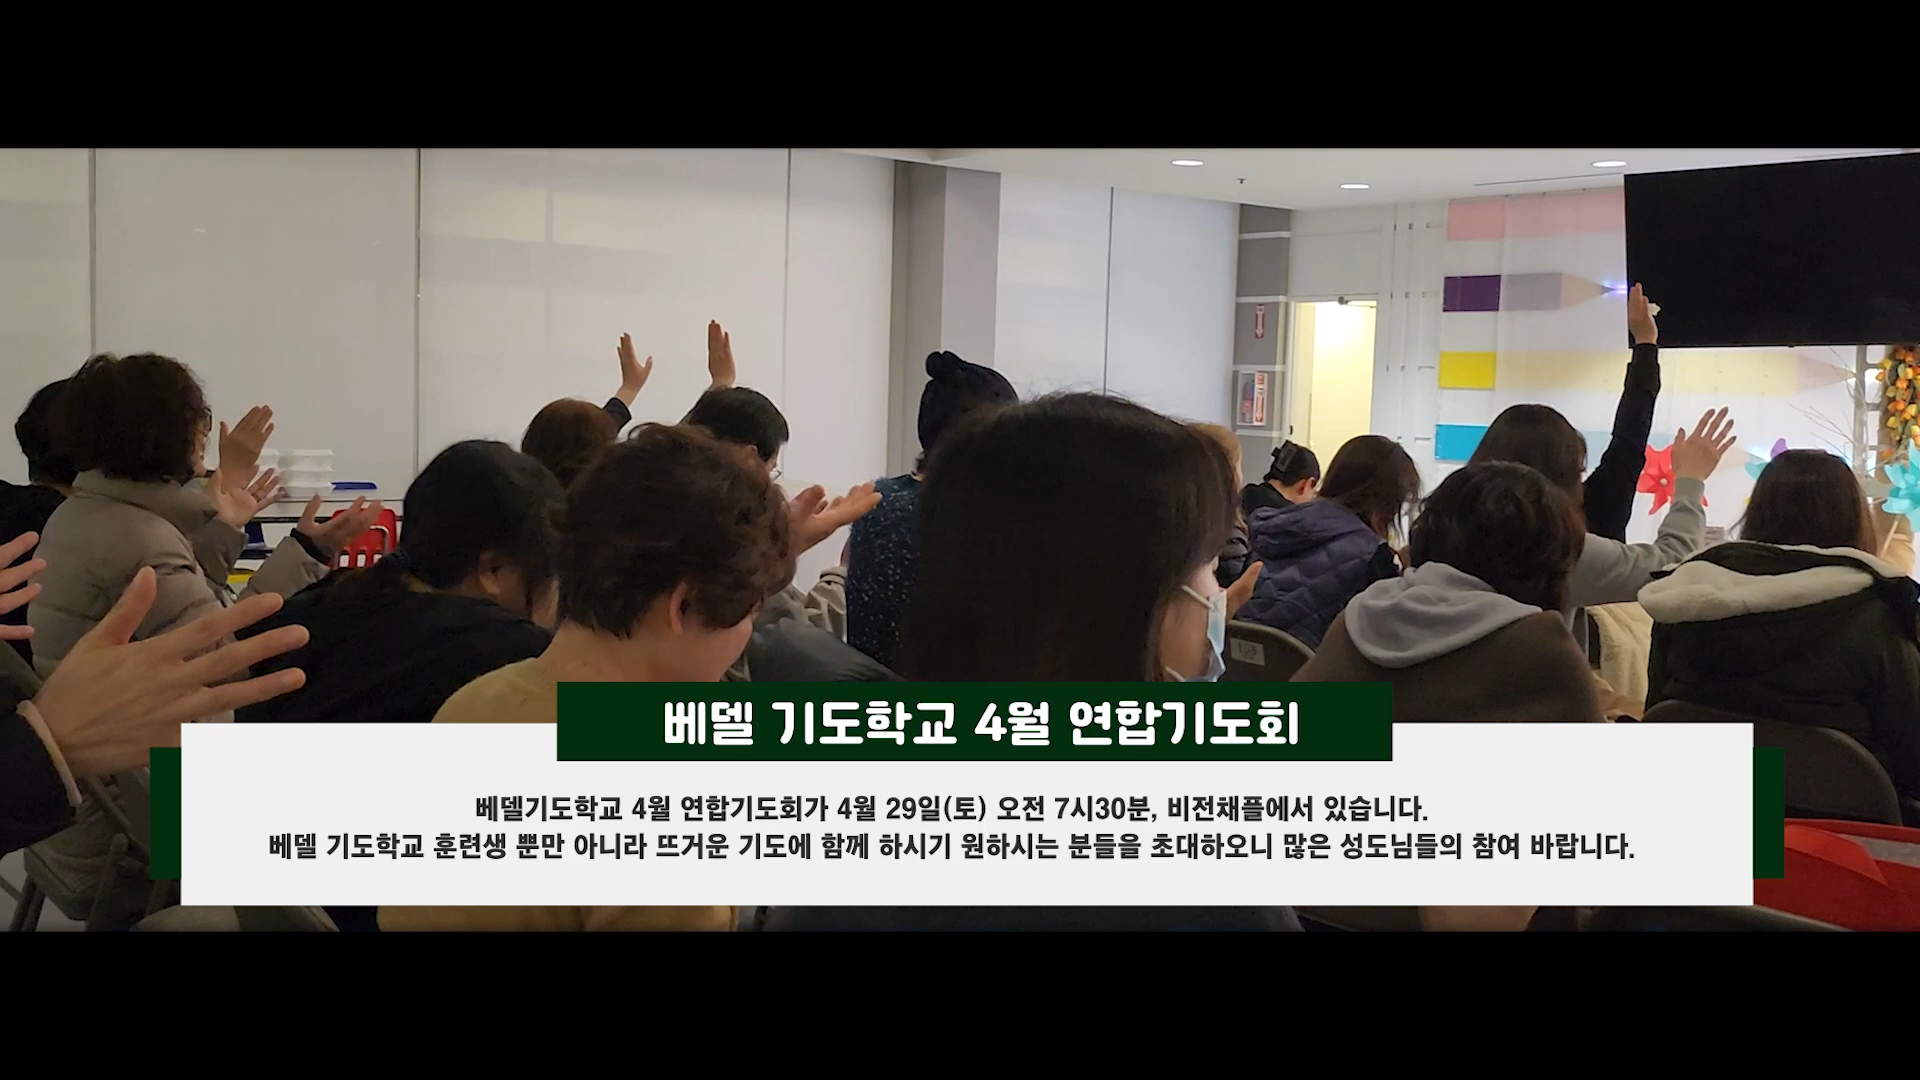 베델 기도학교 4월 연합기도회
베델기도학교 4월 연합기도회가 4월 29일(토) 오전 7시30분, 비전채플에서 있습니다.
베델 기도학교 훈련생 뿐만 아니라 뜨거운 기도에 함께 하시기 원하시는 분들을 초대하오니 많은 성도님들의 참여 바랍니다.